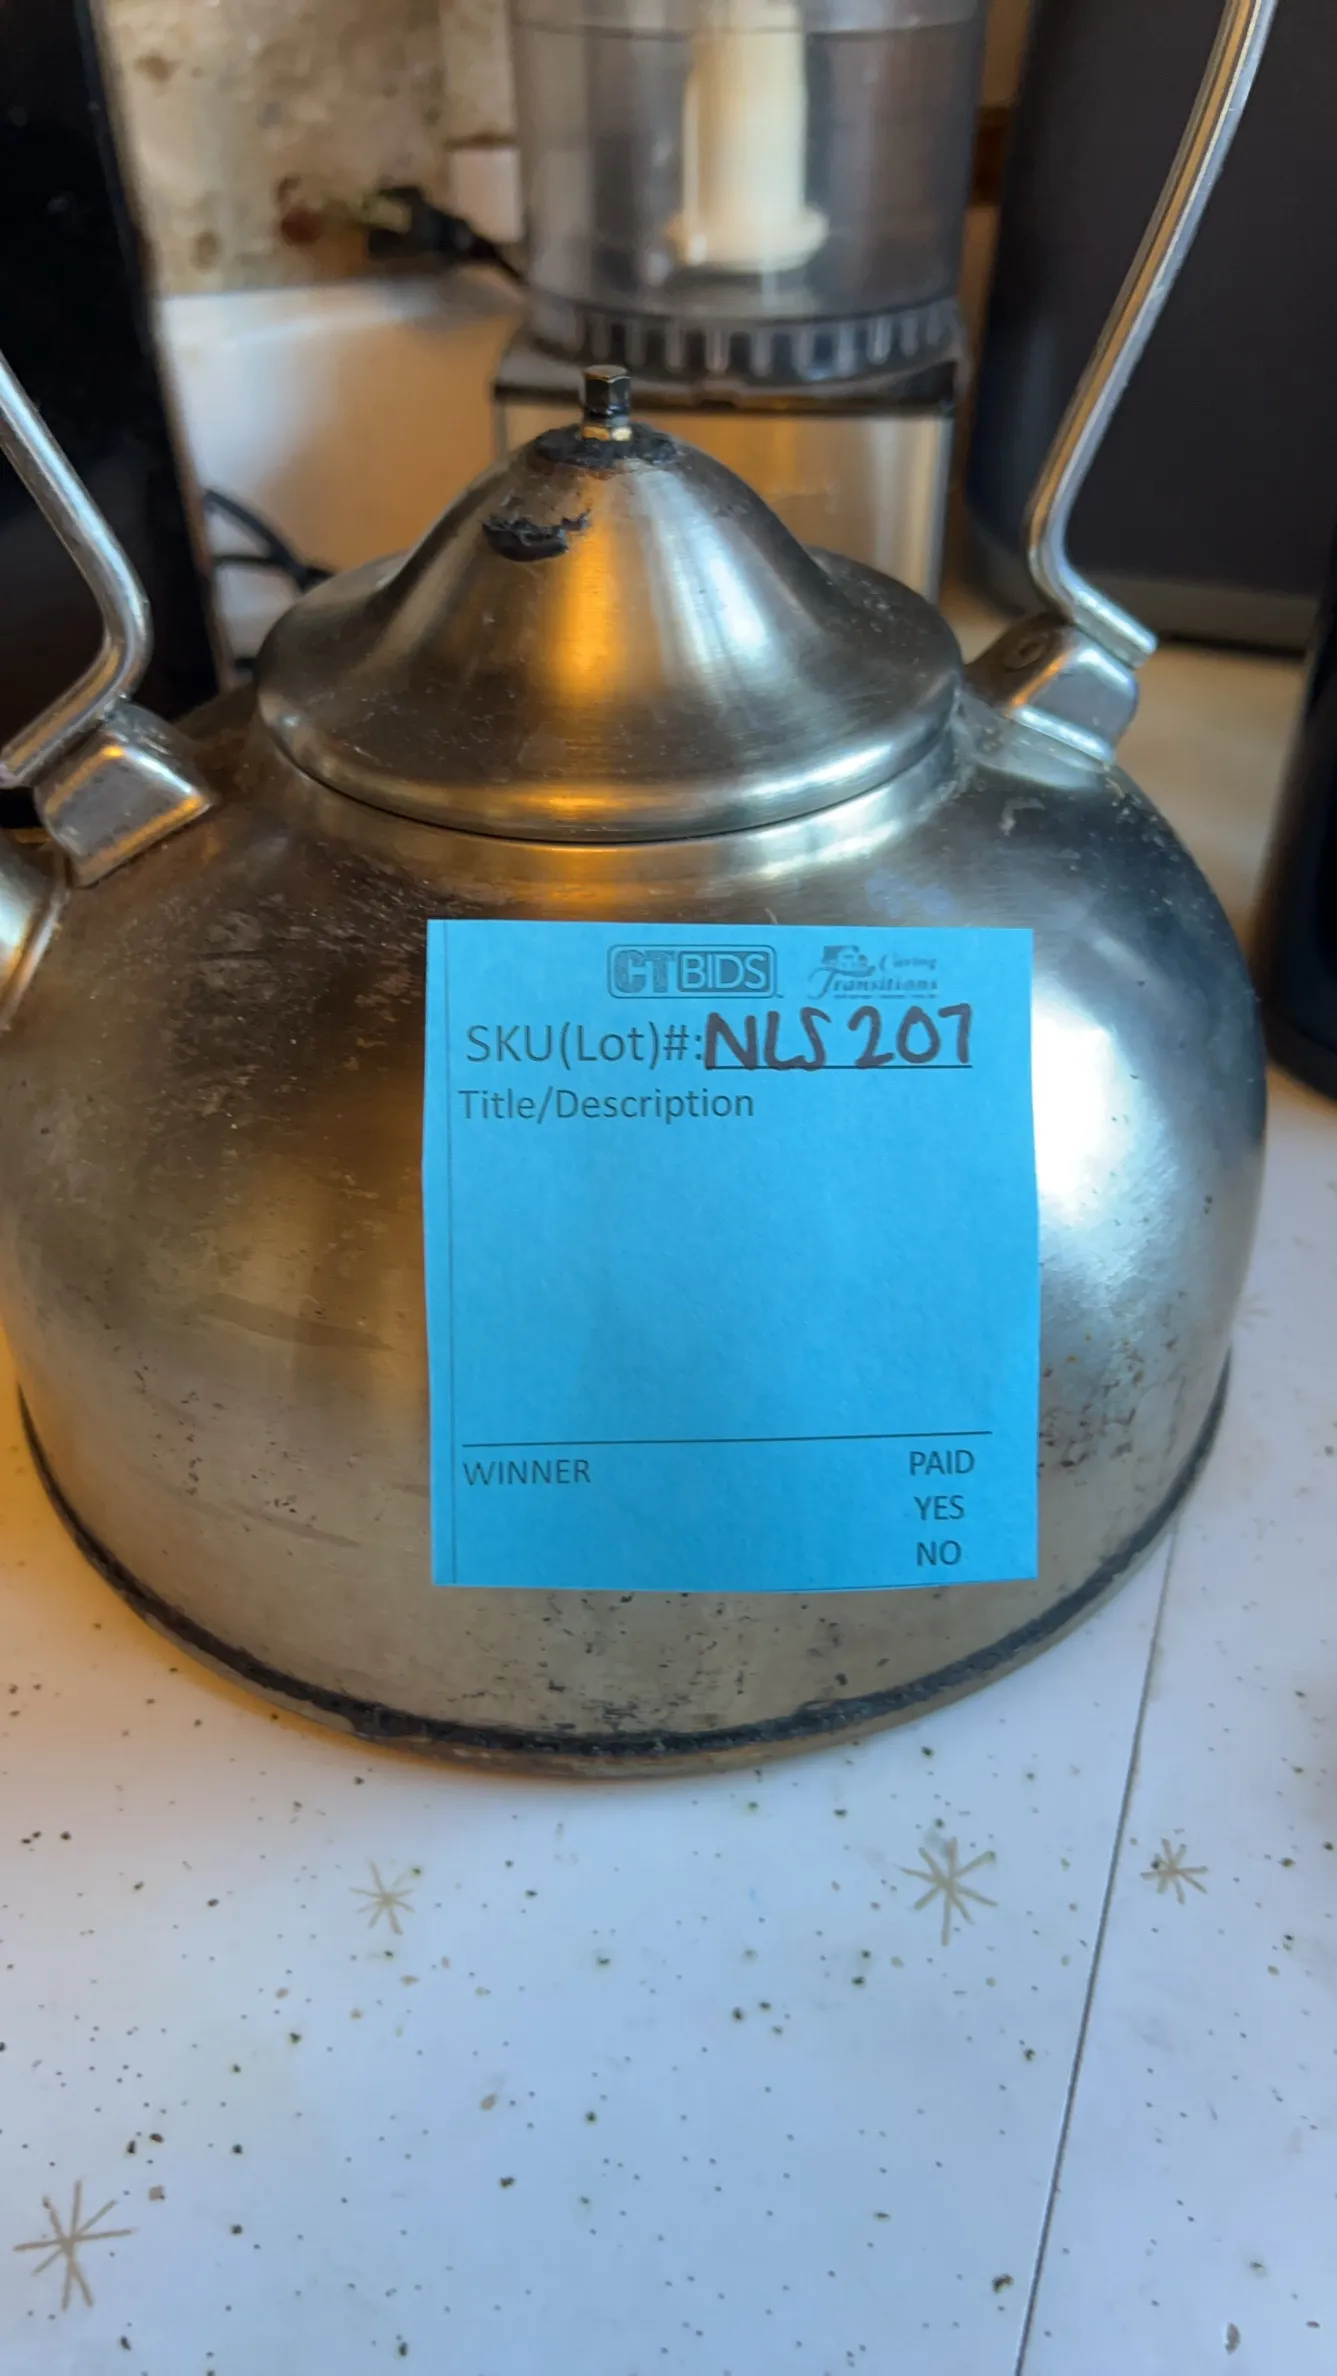 CTBIDS Caring Transitions
SKU(Lot)#: NLS 207
Title/Description
WINNER PAID
YES
NO